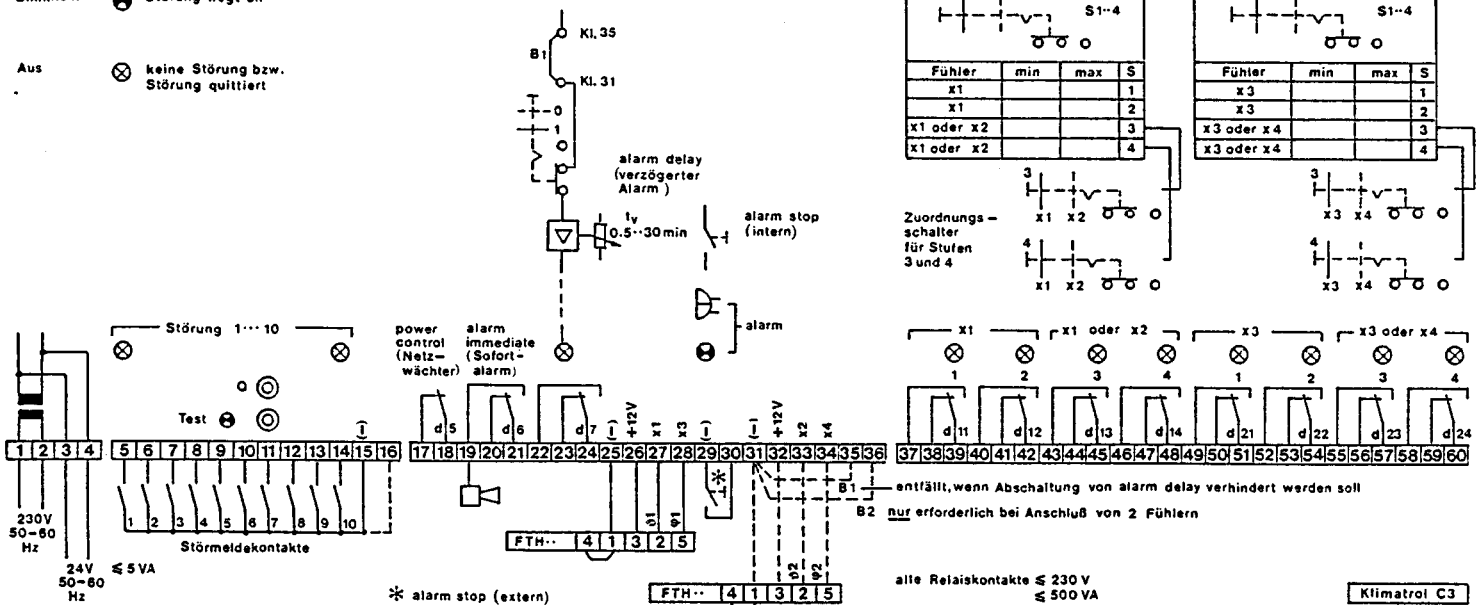 Störung liegt an
Aus
keine Störung bzw.
Störung quittiert
Kl. 35
B1
Kl. 31
0
1
alarm delay
(verzögerter
Alarm)
tv
0.5··30 min
alarm stop
(intern)
alarm
S1··4
Fühler min max S
x1 1
x1 2
x1 oder x2 3
x1 oder x2 4
S1··4
Fühler min max S
x3 1
x3 2
x3 oder x4 3
x3 oder x4 4
Zuordnungs-
schalter
für Stufen
3 und 4
3
x1 x2
4
x1 x2
3
x3 x4
4
x3 x4
Störung 1··· 10
Test
power
control
(Netz-
wächter)
alarm
immediate
(Sofort-
alarm)
x1 x1 oder x2 x3 x3 oder x4
1 2 3 4 1 2 3 4
d5 d6 d7
d11 d12 d13 d14 d21 d22 d23 d24
(–) (–) +12V x1 x3 (–) (–) +12V x2 x4
1 2 3 4
5 6 7 8 9 10 11 12 13 14 15 16
17 18 19 20 21 22 23 24 25 26 27 28 29 30 31 32 33 34 35 36
37 38 39 40 41 42 43 44 45 46 47 48 49 50 51 52 53 54 55 56 57 58 59 60
1 2 3 4 5 6 7 8 9 10
Störmeldekontakte
230V
50-60
Hz
24V ≤ 5 VA
50-60
Hz
*
ϑ1 φ1
FTH·· 4 1 3 2 5
ϑ2 φ2
FTH·· 4 1 3 2 5
* alarm stop (extern)
B1 entfällt, wenn Abschaltung von alarm delay verhindert werden soll
B2 nur erforderlich bei Anschluß von 2 Fühlern
alle Relaiskontakte ≤ 230 V
≤ 500 VA
Klimatrol C3